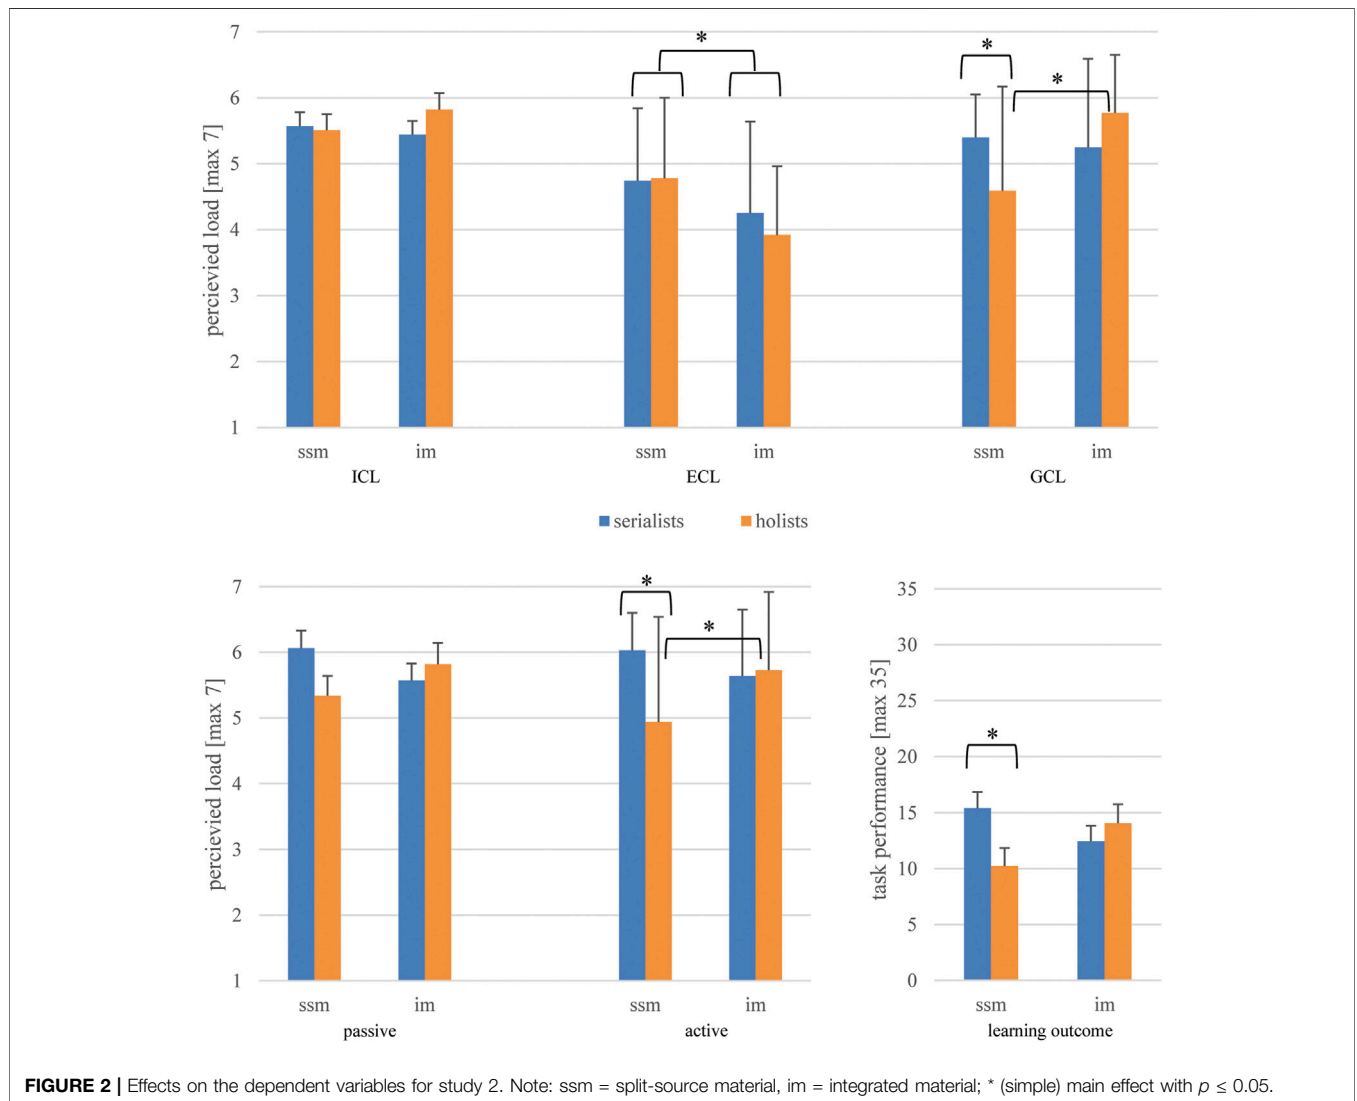 7
6
5
4
3
2
1
percievied load [max 7]
*
*
*
ssm im ssm im ssm im
ICL ECL GCL
serialists holists
7
6
5
4
3
2
1
percievied load [max 7]
*
*
ssm im ssm im
passive active
35
30
25
20
15
10
5
0
task performance [max 35]
*
ssm im
learning outcome
FIGURE 2 | Effects on the dependent variables for study 2. Note: ssm = split-source material, im = integrated material; * (simple) main effect with p ≤ 0.05.